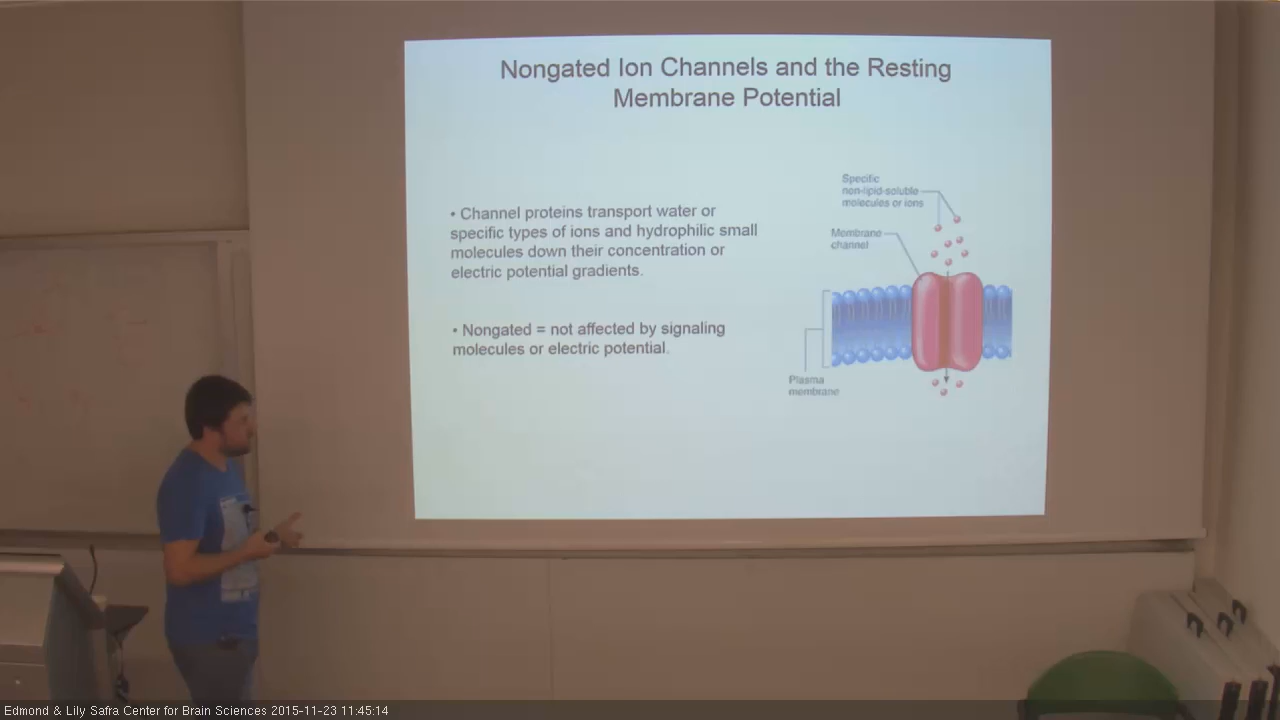 Nongated Ion Channels and the Resting
Membrane Potential
• Channel proteins transport water or
specific types of ions and hydrophilic small
molecules down their concentration or
electric potential gradients.
• Nongated = not affected by signaling
molecules or electric potential.
Specific
non-lipid-soluble
molecules or ions
Membrane
channel
Plasma
membrane
Edmond & Lily Safra Center for Brain Sciences 2015-11-23 11:45:14